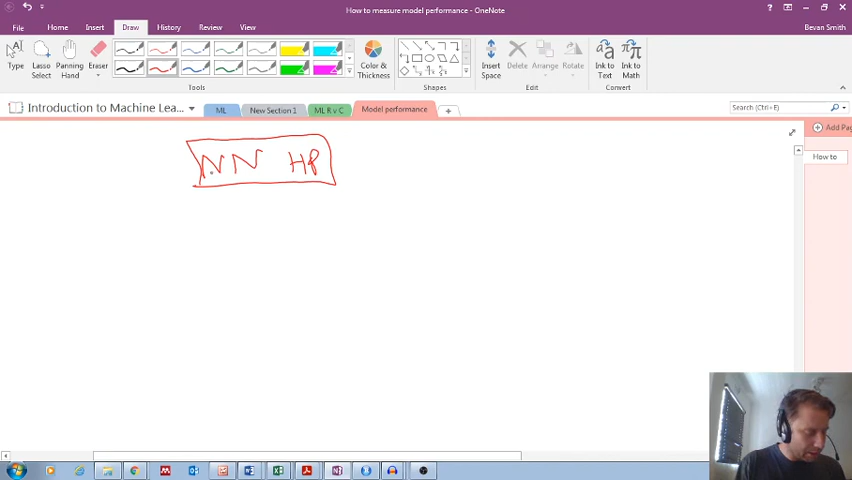 How to measure model performance - OneNote
File Home Insert Draw History Review View
Bevan Smith
Type Lasso Select Panning Hand Eraser
Color & Thickness
Insert Space Delete Arrange Rotate
Ink to Text Ink to Math
Tools Shapes Edit Convert
Introduction to Machine Lea... ML New Section 1 ML R v C Model performance
Search (Ctrl+E)
Add Pag
How to
NN HP